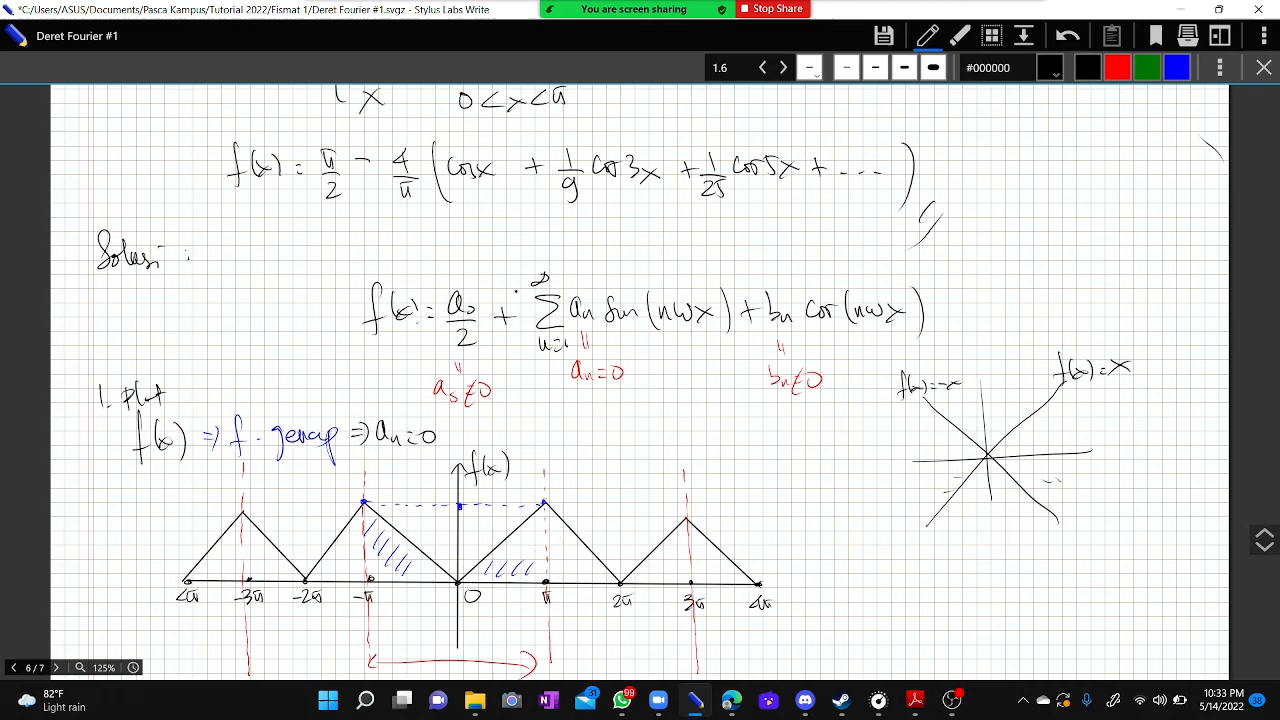 *C:/Users/ASUS/Documents/Pasca Kampus/Tutorial 2022/Fismat 1/Deret Fourier #1.svgz - Stylus Labs Write
You are screen sharing
Stop Share
Deret Fourier #1
1.6
#000000
x 0<x<π
f(x) = π/2 - 4/π (cos x + 1/9 cos 3x + 1/25 cos 5x + ...)
Solusi :
f(x) = a₀/2 + ∞Σn=1 an sin(nωx) + bn cos(nωx)
a₀≠0 an=0 bn≠0
f(x)=-x f(x)=x
1. Plot
f(x) ⇒ f. genap ⇒ an=0
f(x)
4π -3π -2π -π 0 π 2π 3π 4π
6 / 7 125%
31 99
82°F
Light rain
10:33 PM
5/14/2022
38